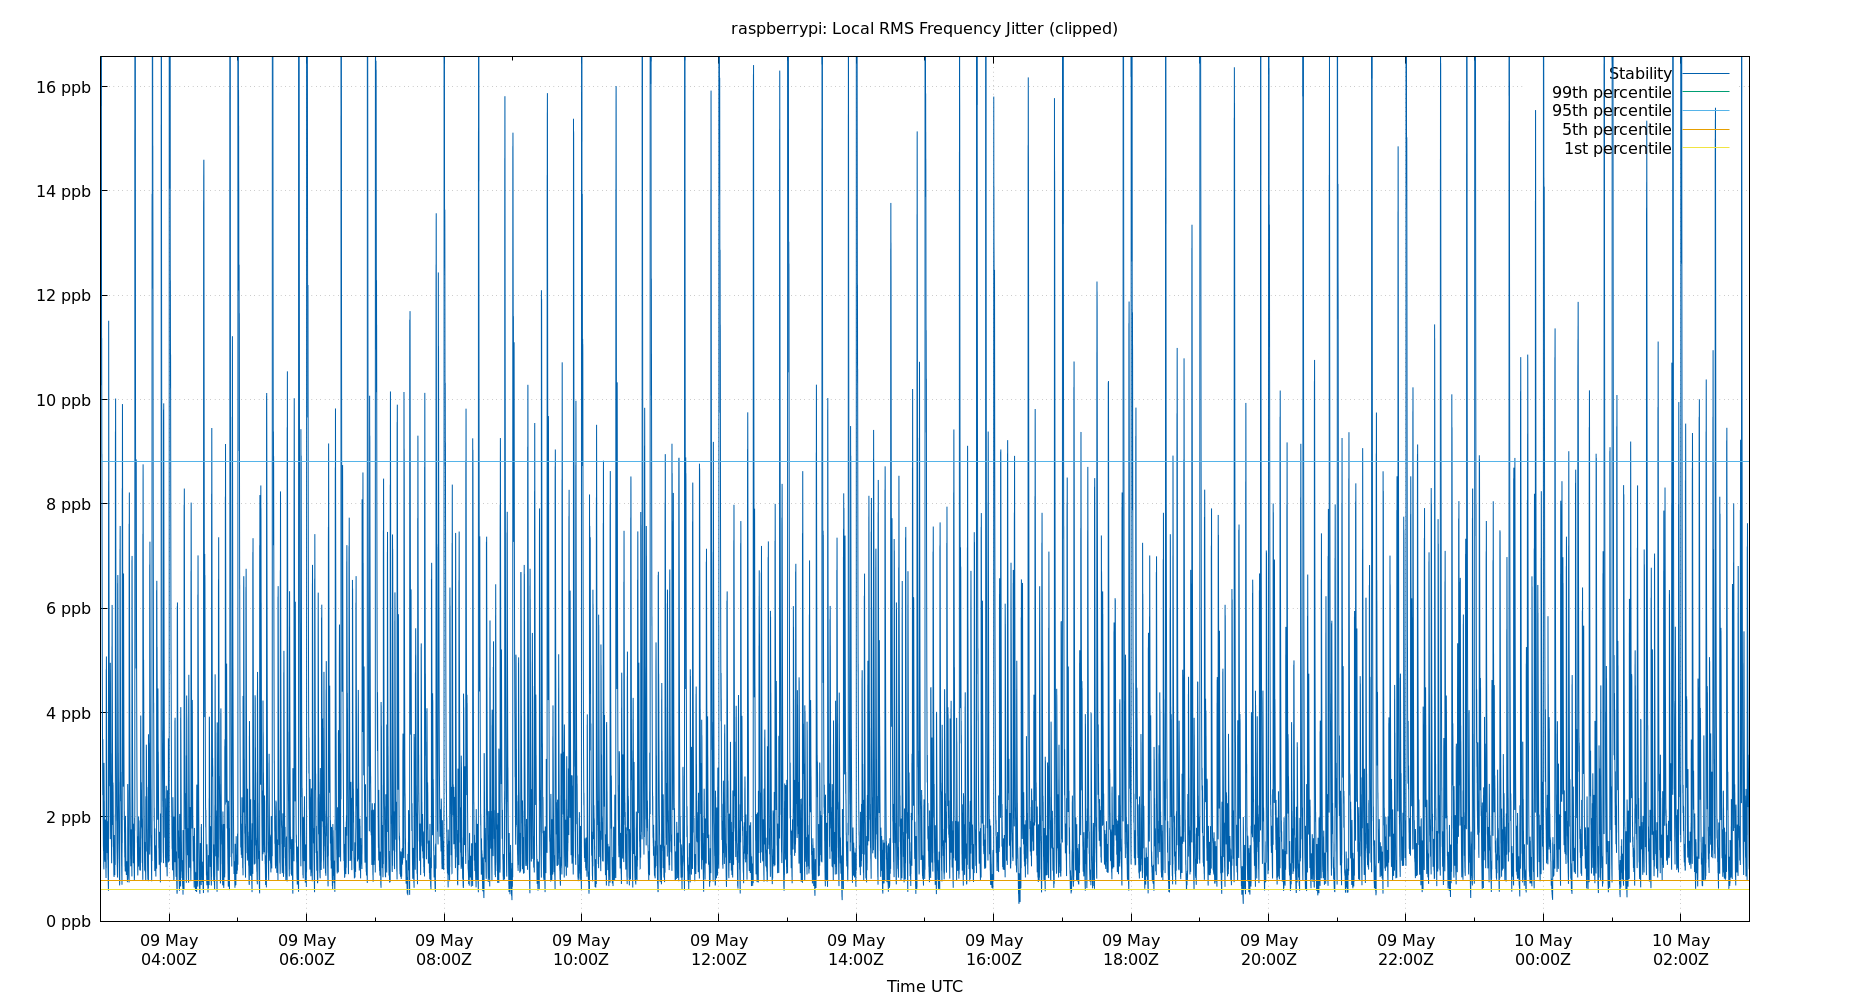 raspberrypi: Local RMS Frequency Jitter (clipped)
16 ppb
14 ppb
12 ppb
10 ppb
8 ppb
6 ppb
4 ppb
2 ppb
0 ppb
Stability
99th percentile
95th percentile
5th percentile
1st percentile
09 May 09 May 09 May 09 May 09 May 09 May 09 May 09 May 09 May 09 May 10 May 10 May
04:00Z 06:00Z 08:00Z 10:00Z 12:00Z 14:00Z 16:00Z 18:00Z 20:00Z 22:00Z 00:00Z 02:00Z
Time UTC